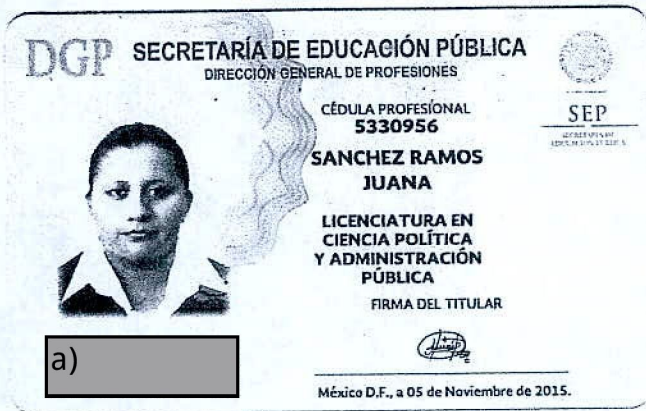 DGP
SECRETARÍA DE EDUCACIÓN PÚBLICA
DIRECCIÓN GENERAL DE PROFESIONES
CÉDULA PROFESIONAL
5330956
SEP
SANCHEZ RAMOS
JUANA
LICENCIATURA EN
CIENCIA POLÍTICA
Y ADMINISTRACIÓN
PÚBLICA
FIRMA DEL TITULAR
a)
México D.F., a 05 de Noviembre de 2015.